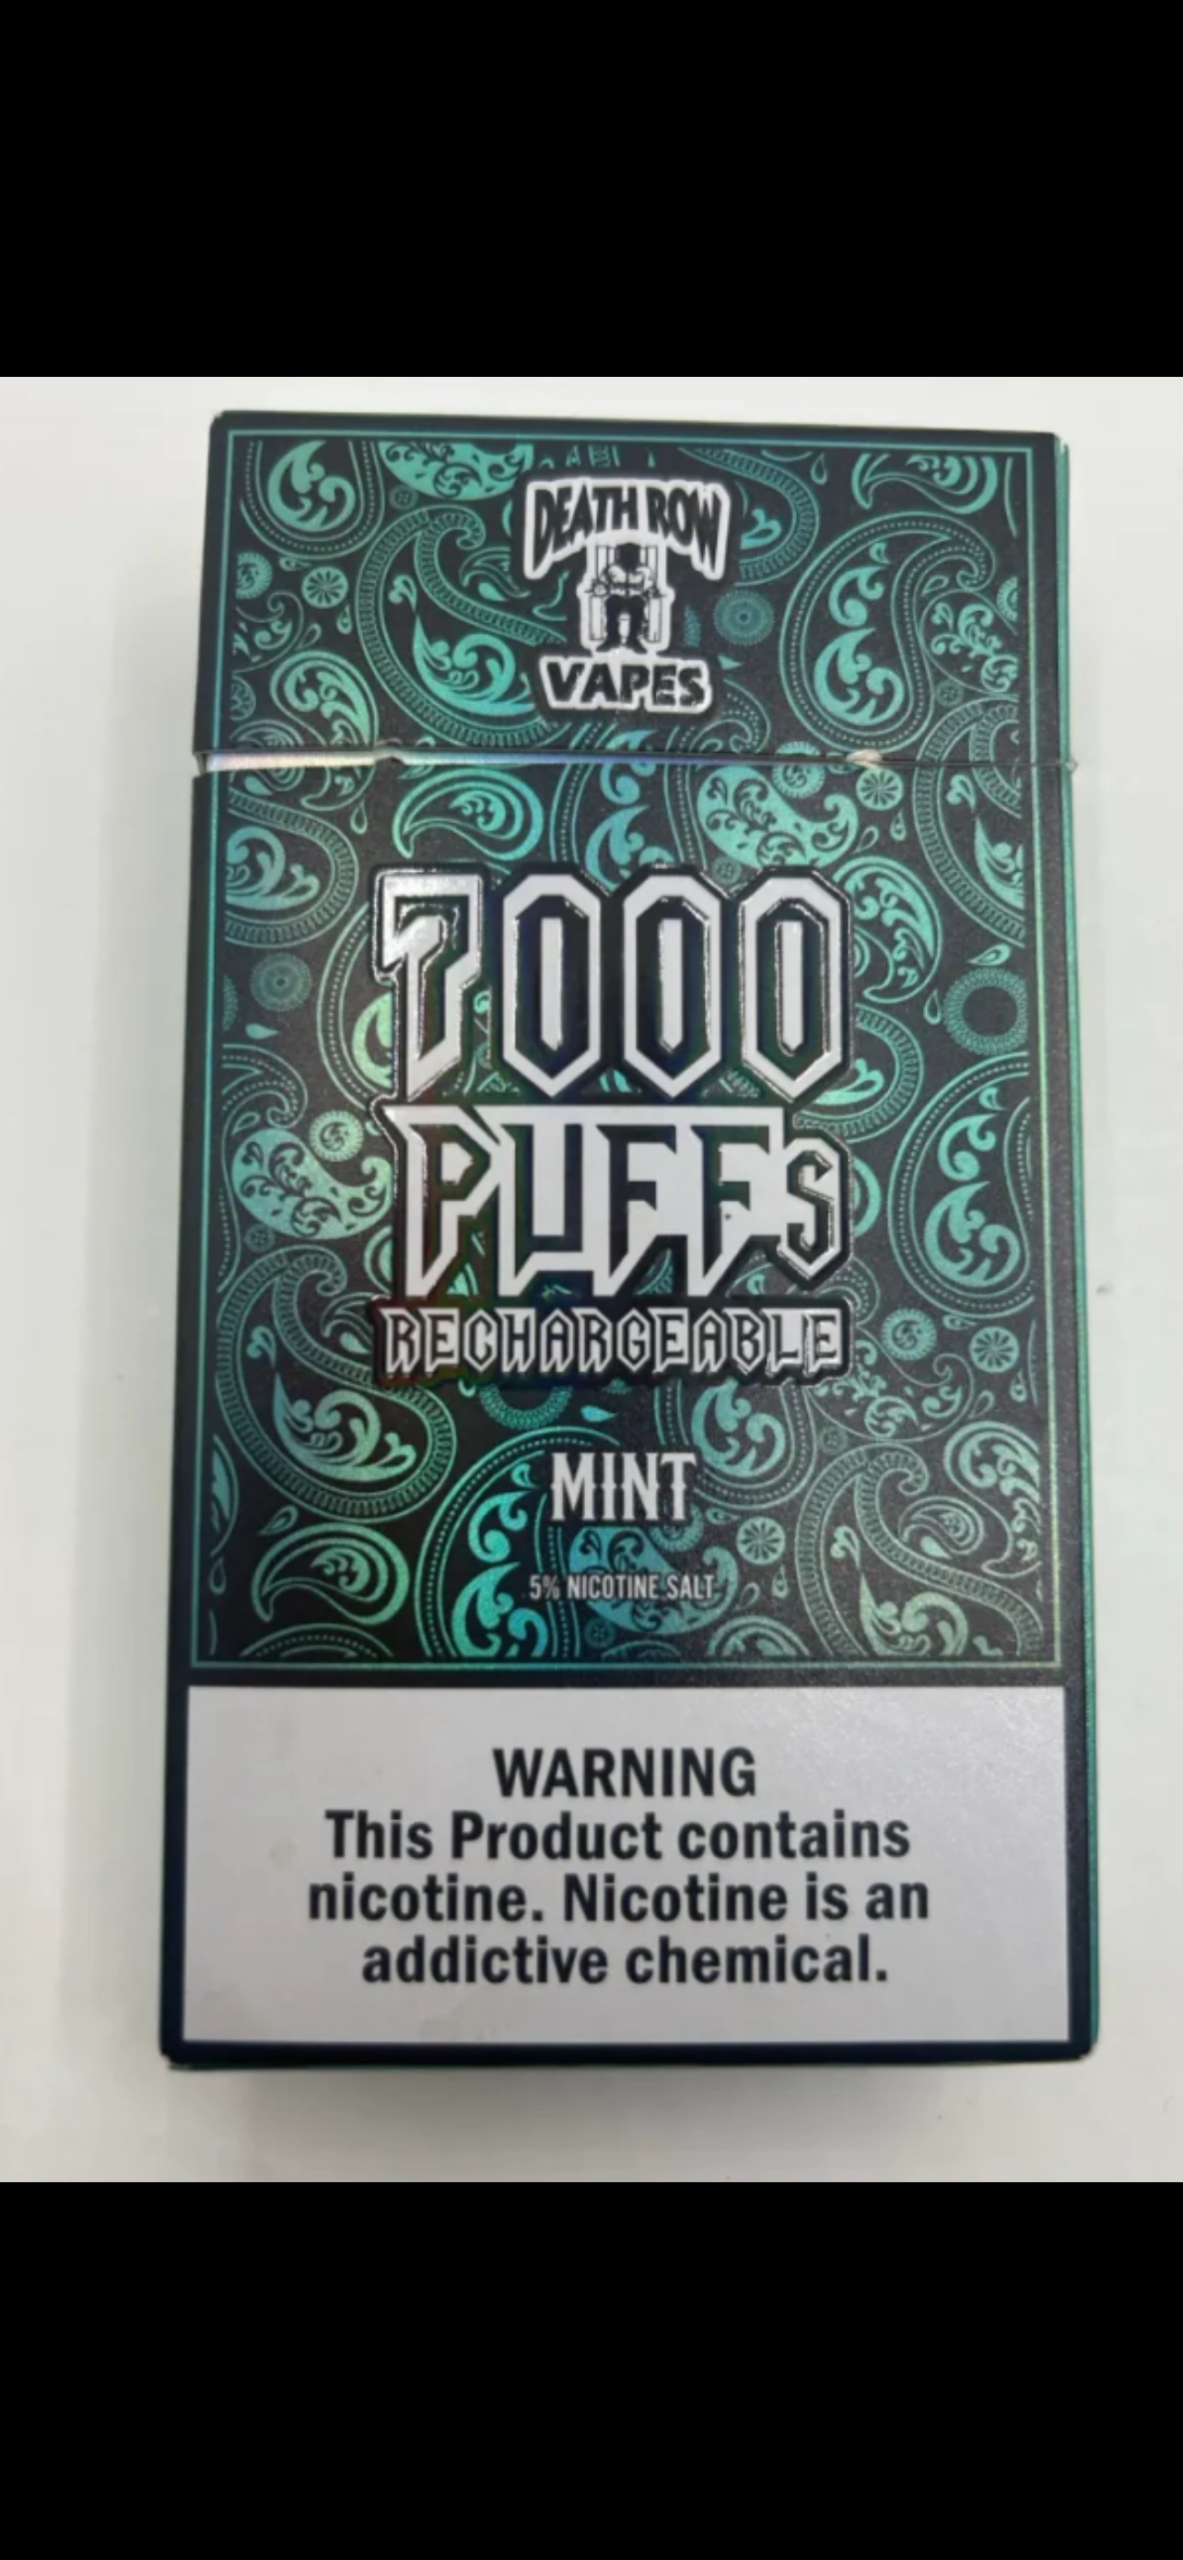 DEATH ROW
VAPES
7000
PUFFS
RECHARGEABLE
MINT
5% NICOTINE SALT
WARNING
This Product contains
nicotine. Nicotine is an
addictive chemical.